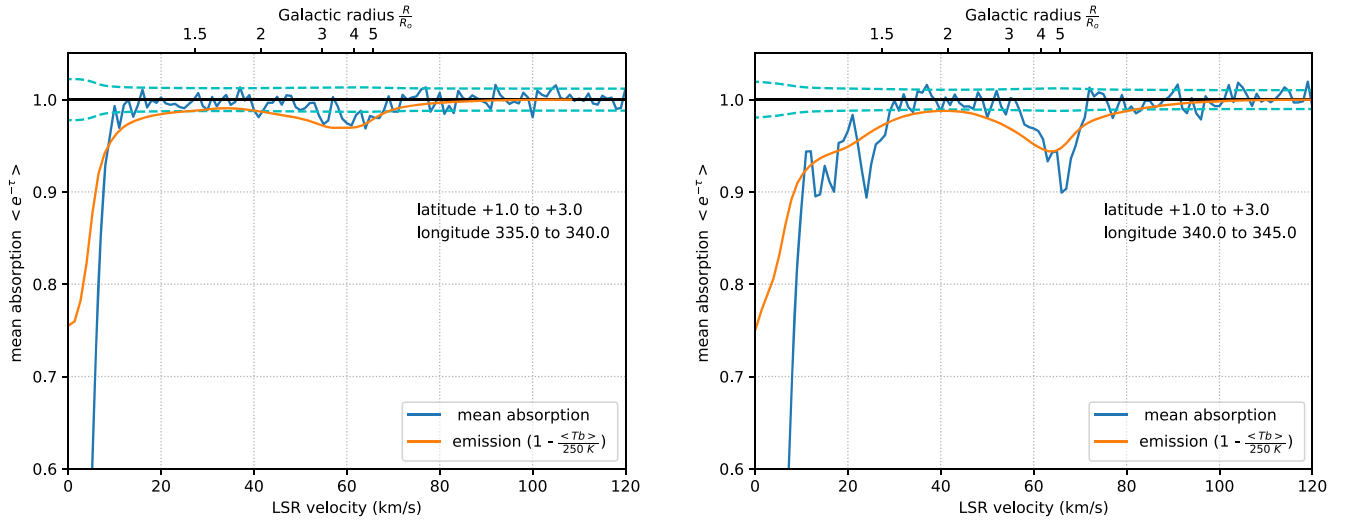 Galactic radius R/R_o
1.5 2 3 4 5
1.0
0.9
0.8
0.7
0.6
mean absorption < e^{-τ} >
latitude +1.0 to +3.0
longitude 335.0 to 340.0
mean absorption
emission (1 - <Tb>/250 K)
0 20 40 60 80 100 120
LSR velocity (km/s)
Galactic radius R/R_o
1.5 2 3 4 5
1.0
0.9
0.8
0.7
0.6
mean absorption < e^{-τ} >
latitude +1.0 to +3.0
longitude 340.0 to 345.0
mean absorption
emission (1 - <Tb>/250 K)
0 20 40 60 80 100 120
LSR velocity (km/s)